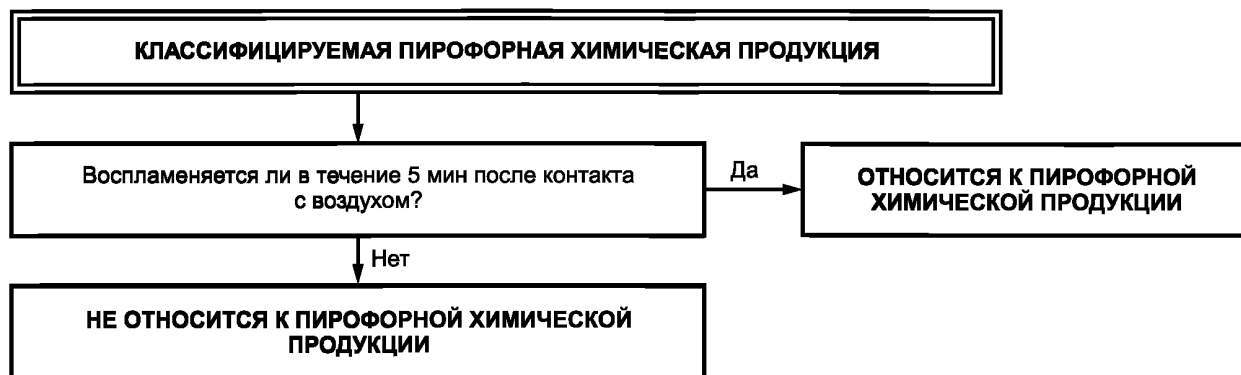 КЛАССИФИЦИРУЕМАЯ ПИРОФОРНАЯ ХИМИЧЕСКАЯ ПРОДУКЦИЯ
Воспламеняется ли в течение 5 мин после контакта
с воздухом?
Да
ОТНОСИТСЯ К ПИРОФОРНОЙ
ХИМИЧЕСКОЙ ПРОДУКЦИИ
Нет
НЕ ОТНОСИТСЯ К ПИРОФОРНОЙ ХИМИЧЕСКОЙ
ПРОДУКЦИИ